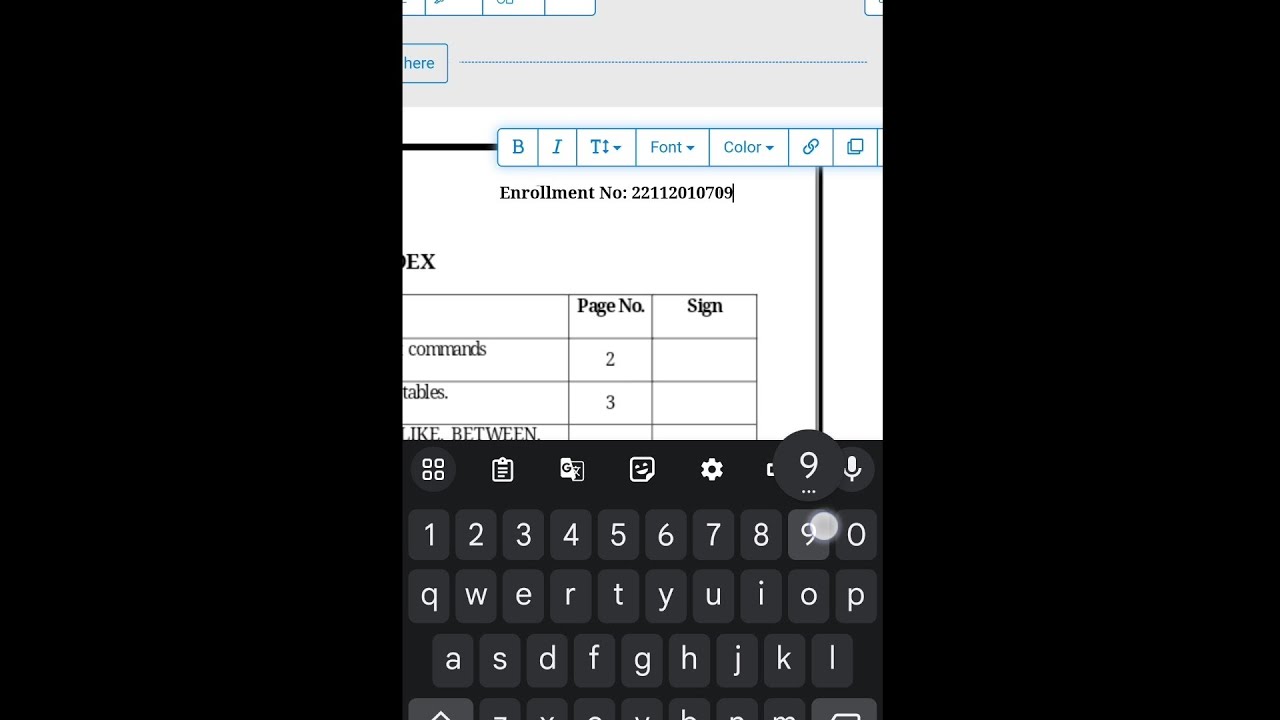 here
B I T Font Color
Enrollment No: 22112010709
DEX
Page No. Sign
commands 2
tables. 3
LIKE, BETWEEN,
9
1 2 3 4 5 6 7 8 9 0
q w e r t y u i o p
a s d f g h j k l
z x c v b n m